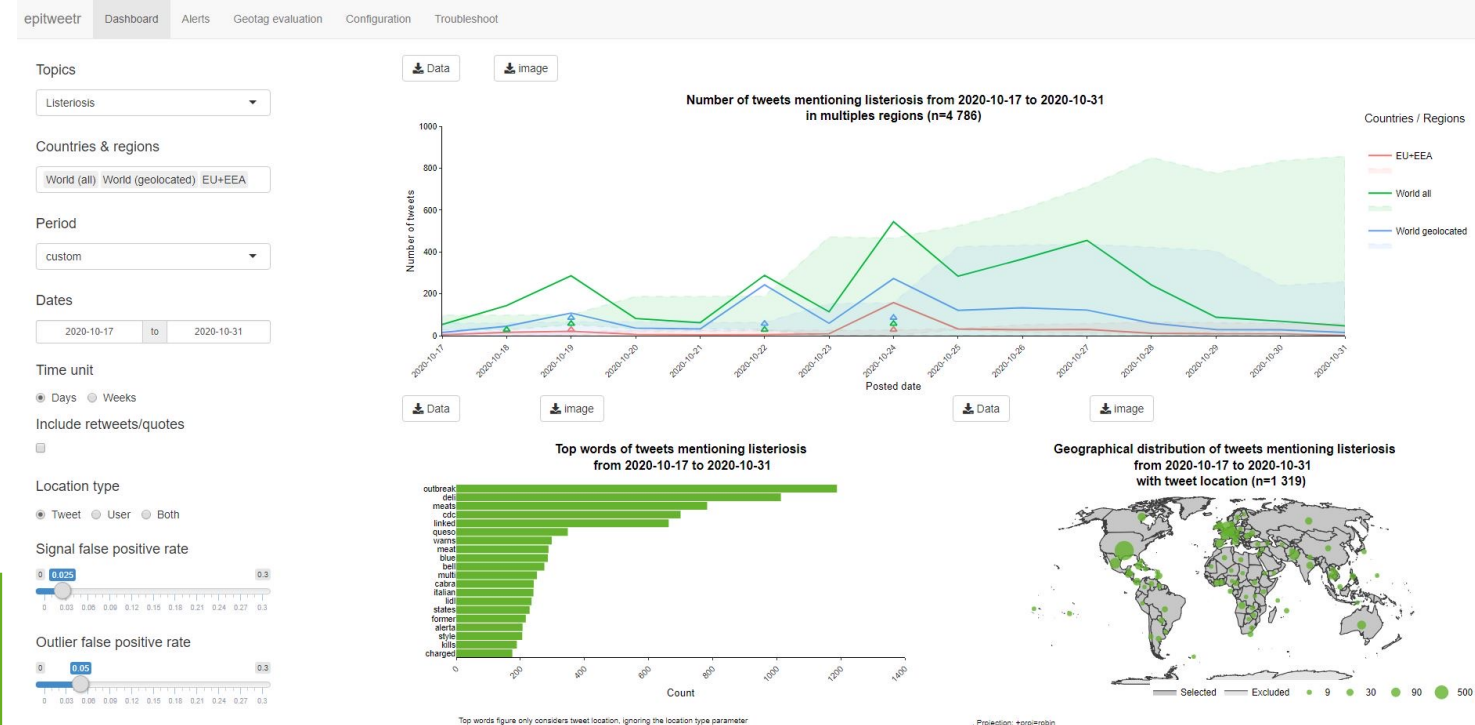 epitweetr Dashboard Alerts Geotag evaluation Configuration Troubleshoot
Topics
Listeriosis
Countries & regions
World (all) World (geolocated) EU+EEA
Period
custom
Dates
2020-10-17 to 2020-10-31
Time unit
Days Weeks
Include retweets/quotes
Location type
Tweet User Both
Signal false positive rate
0 0.025 0.3
0 0.03 0.06 0.09 0.12 0.15 0.18 0.21 0.24 0.27 0.3
Outlier false positive rate
0 0.05 0.3
0 0.03 0.06 0.09 0.12 0.15 0.18 0.21 0.24 0.27 0.3
Data image
Number of tweets mentioning listeriosis from 2020-10-17 to 2020-10-31
in multiples regions (n=4 786)
Number of tweets
1000
800
600
400
200
0
2020-10-17 2020-10-18 2020-10-19 2020-10-20 2020-10-21 2020-10-22 2020-10-23 2020-10-24 2020-10-25 2020-10-26 2020-10-27 2020-10-28 2020-10-29 2020-10-30 2020-10-31
Posted date
Countries / Regions
EU+EEA
World all
World geolocated
Data image
Top words of tweets mentioning listeriosis
from 2020-10-17 to 2020-10-31
outbreak
deli
meats
cdc
linked
queso
warns
meat
blue
bell
multi
cabra
italian
lidl
states
former
alerta
style
kills
charged
0 200 400 600 800 1000 1200 1400
Count
Top words figure only considers tweet location, ignoring the location type parameter
Data image
Geographical distribution of tweets mentioning listeriosis
from 2020-10-17 to 2020-10-31
with tweet location (n=1 319)
Selected Excluded 9 30 90 500
Projection: +proj=robin